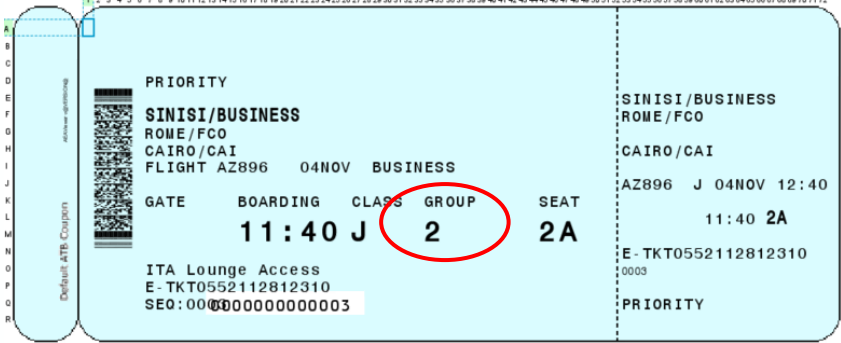 A
B
C
D
E
F
G
H
I
J
K
L
M
N
O
P
Q
R
Default ATB Coupon
PRIORITY
SINISI/BUSINESS
ROME/FCO
CAIRO/CAI
FLIGHT AZ896 04NOV BUSINESS
GATE BOARDING CLASS GROUP SEAT
11:40 J 2 2A
ITA Lounge Access
E-TKT0552112812310
SEQ:0003 0000000000003
SINISI/BUSINESS
ROME/FCO
CAIRO/CAI
AZ896 J 04NOV 12:40
11:40 2A
E-TKT0552112812310
0003
PRIORITY